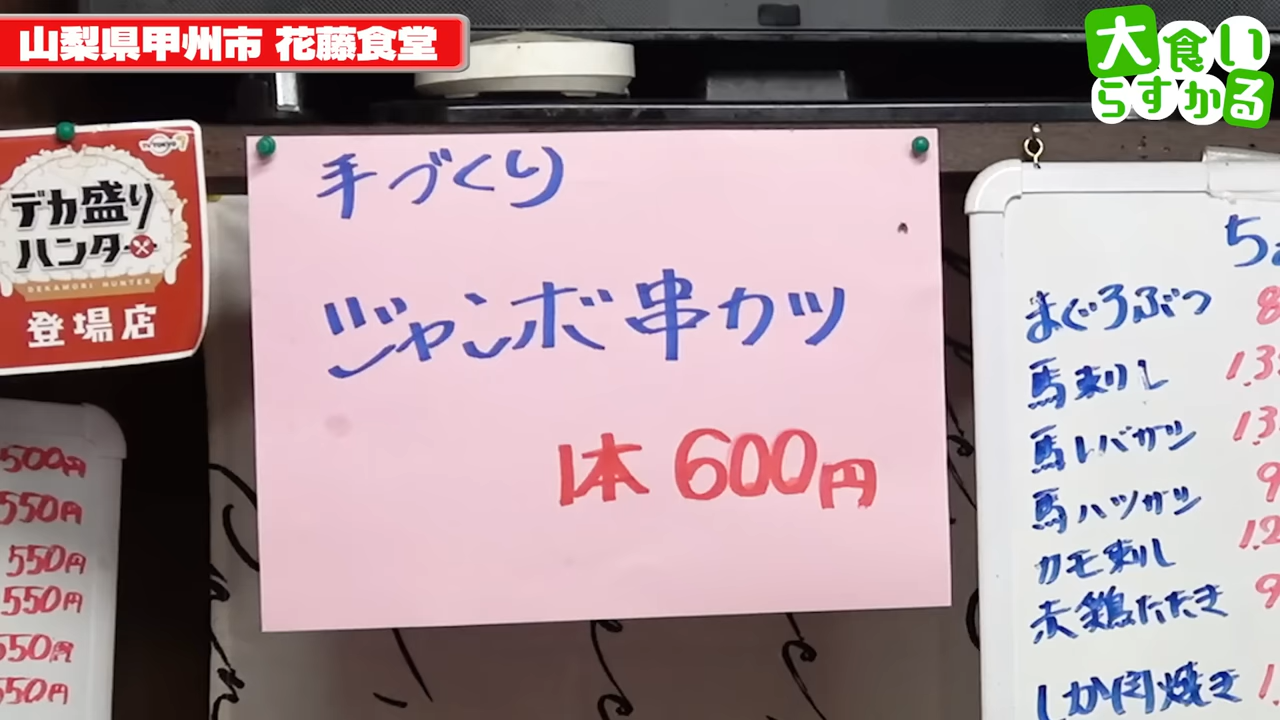 山梨県甲州市 花藤食堂
大食い
らすかる
デカ盛り
ハンター
DEKAMORI HUNTER
登場店
手づくり
ジャンボ串カツ
1本 600円
500円
550円
550円
550円
550円
550円
まぐろぶつ
馬刺し
馬レバガツ
馬ハツガツ
カモ刺し
赤鶏たたき
しか肉焼き